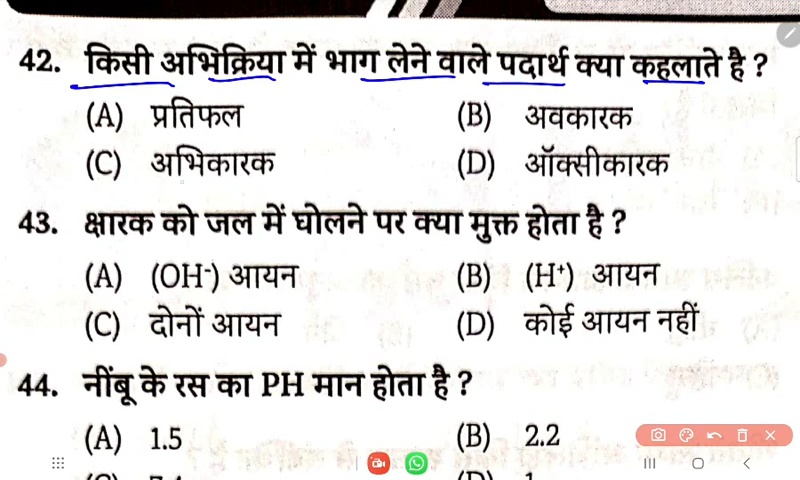 42. किसी अभिक्रिया में भाग लेने वाले पदार्थ क्या कहलाते है ?
(A) प्रतिफल (B) अवकारक
(C) अभिकारक (D) ऑक्सीकारक
43. क्षारक को जल में घोलने पर क्या मुक्त होता है ?
(A) (OH⁻) आयन (B) (H⁺) आयन
(C) दोनों आयन (D) कोई आयन नहीं
44. नींबू के रस का PH मान होता है ?
(A) 1.5 (B) 2.2